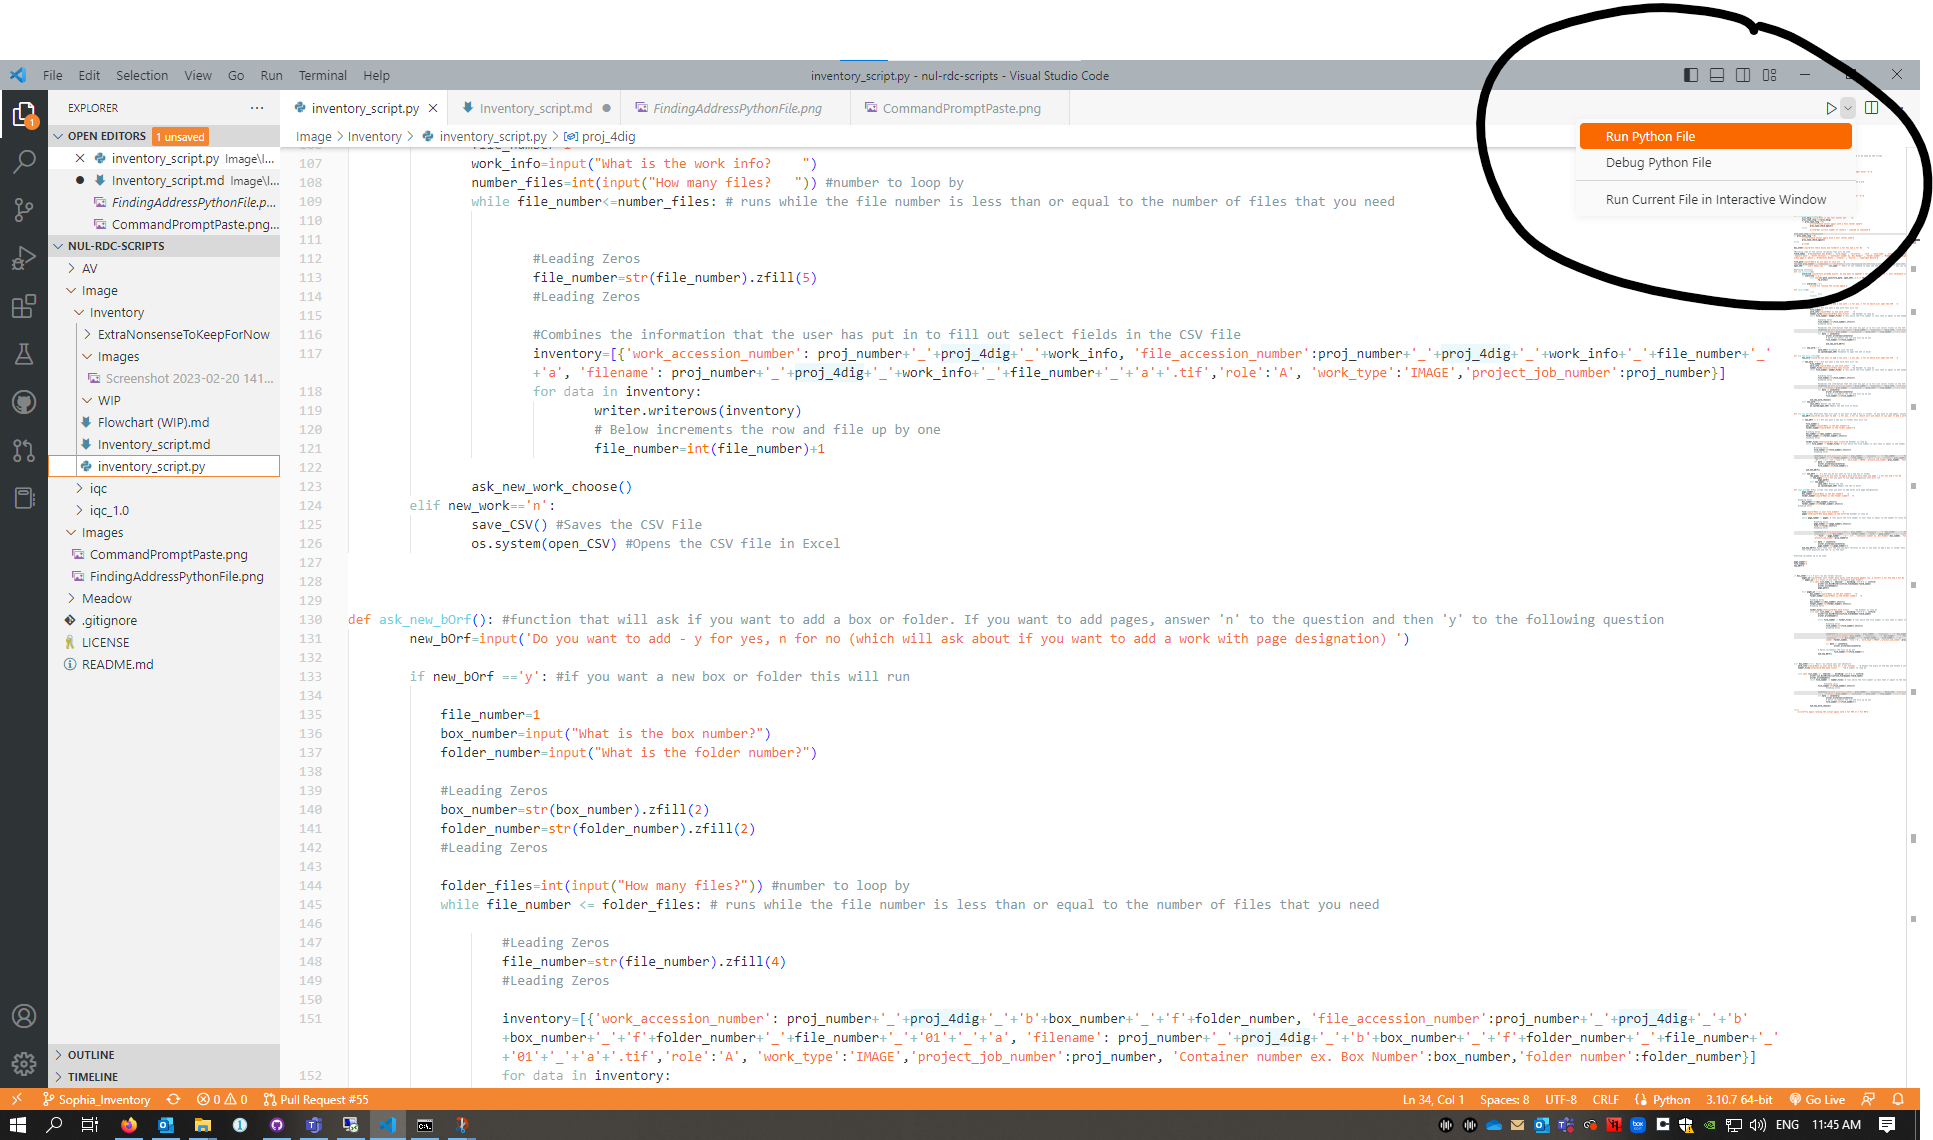 File Edit Selection View Go Run Terminal Help
inventory_script.py - nul-rdc-scripts - Visual Studio Code
EXPLORER
inventory_script.py
Inventory_script.md
FindingAddressPythonFile.png
CommandPromptPaste.png
1
OPEN EDITORS 1 unsaved
Image > Inventory > inventory_script.py > proj_4dig
Run Python File
Debug Python File
Run Current File in Interactive Window
inventory_script.py Image\I...
Inventory_script.md Image\I...
FindingAddressPythonFile.p...
CommandPromptPaste.png...
NUL-RDC-SCRIPTS
AV
Image
Inventory
ExtraNonsenseToKeepForNow
Images
Screenshot 2023-02-20 141...
WIP
Flowchart (WIP).md
Inventory_script.md
inventory_script.py
iqc
iqc_1.0
Images
CommandPromptPaste.png
FindingAddressPythonFile.png
Meadow
.gitignore
LICENSE
README.md
OUTLINE
TIMELINE
107 work_info=input("What is the work info?    ")
108 number_files=int(input("How many files?   ")) #number to loop by
109 while file_number<=number_files: # runs while the file number is less than or equal to the number of files that you need
110
111
112 #Leading Zeros
113 file_number=str(file_number).zfill(5)
114 #Leading Zeros
115
116 #Combines the information that the user has put in to fill out select fields in the CSV file
117 inventory=[{'work_accession_number': proj_number+'_'+proj_4dig+'_'+work_info, 'file_accession_number':proj_number+'_'+proj_4dig+'_'+work_info+'_'+file_number+'_'
+'a', 'filename': proj_number+'_'+proj_4dig+'_'+work_info+'_'+file_number+'_'+'a'+'.tif','role':'A', 'work_type':'IMAGE','project_job_number':proj_number}]
118 for data in inventory:
119 writer.writerows(inventory)
120 # Below increments the row and file up by one
121 file_number=int(file_number)+1
122
123 ask_new_work_choose()
124 elif new_work=='n':
125 save_CSV() #Saves the CSV File
126 os.system(open_CSV) #Opens the CSV file in Excel
127
128
129
130 def ask_new_bOrf(): #function that will ask if you want to add a box or folder. If you want to add pages, answer 'n' to the question and then 'y' to the following question
131 new_bOrf=input('Do you want to add - y for yes, n for no (which will ask about if you want to add a work with page designation) ')
132
133 if new_bOrf =='y': #if you want a new box or folder this will run
134
135 file_number=1
136 box_number=input("What is the box number?")
137 folder_number=input("What is the folder number?")
138
139 #Leading Zeros
140 box_number=str(box_number).zfill(2)
141 folder_number=str(folder_number).zfill(2)
142 #Leading Zeros
143
144 folder_files=int(input("How many files?")) #number to loop by
145 while file_number <= folder_files: # runs while the file number is less than or equal to the number of files that you need
146
147 #Leading Zeros
148 file_number=str(file_number).zfill(4)
149 #Leading Zeros
150
151 inventory=[{'work_accession_number': proj_number+'_'+proj_4dig+'_'+'b'+box_number+'_'+'f'+folder_number, 'file_accession_number':proj_number+'_'+proj_4dig+'_'+'b'
+box_number+'_'+'f'+folder_number+'_'+file_number+'_'+'01'+'_'+'a', 'filename': proj_number+'_'+proj_4dig+'_'+'b'+box_number+'_'+'f'+folder_number+'_'+file_number+'_'
+'01'+'_'+'a'+'.tif','role':'A', 'work_type':'IMAGE','project_job_number':proj_number, 'Container number ex. Box Number':box_number,'folder number':folder_number}]
152 for data in inventory:
Sophia_Inventory 0 0 Pull Request #55 Ln 34, Col 1 Spaces: 8 UTF-8 CRLF Python 3.10.7 64-bit Go Live
ENG 11:45 AM